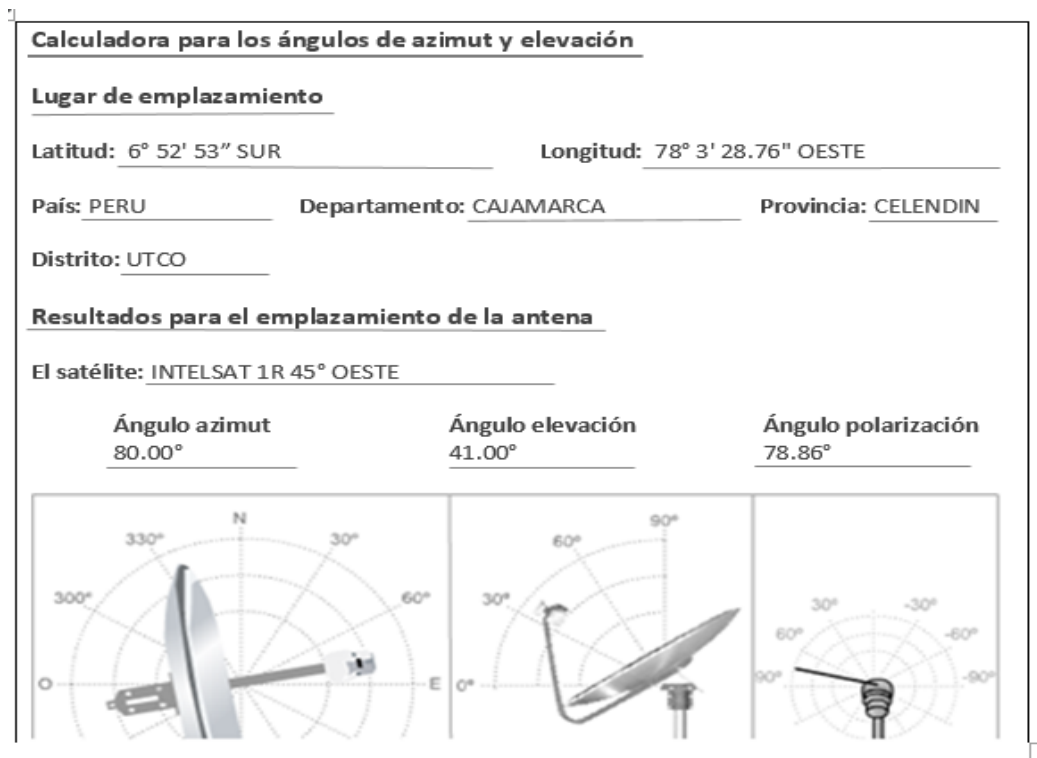 Calculadora para los ángulos de azimut y elevación
Lugar de emplazamiento
Latitud: 6° 52' 53” SUR Longitud: 78° 3' 28.76" OESTE
País: PERU Departamento: CAJAMARCA Provincia: CELENDIN
Distrito: UTCO
Resultados para el emplazamiento de la antena
El satélite: INTELSAT 1R 45° OESTE
Ángulo azimut Ángulo elevación Ángulo polarización
80.00° 41.00° 78.86°
N
330° 30°
300° 60°
O E
90°
60°
30°
0°
30° -30°
60° -60°
90° -90°